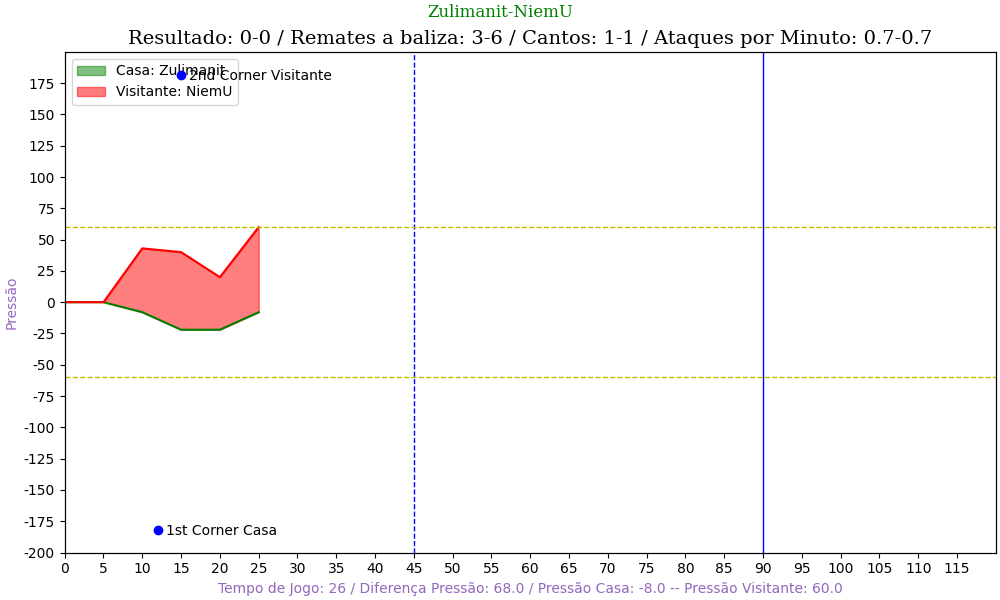 Zulimanit-NiemU
Resultado: 0-0 / Remates a baliza: 3-6 / Cantos: 1-1 / Ataques por Minuto: 0.7-0.7
Casa: Zulimanit
2nd Corner Visitante
Visitante: NiemU
175
150
125
100
75
50
25
0
-25
-50
-75
-100
-125
-150
-175
-200
Pressão
1st Corner Casa
0 5 10 15 20 25 30 35 40 45 50 55 60 65 70 75 80 85 90 95 100 105 110 115
Tempo de Jogo: 26 / Diferença Pressão: 68.0 / Pressão Casa: -8.0 -- Pressão Visitante: 60.0